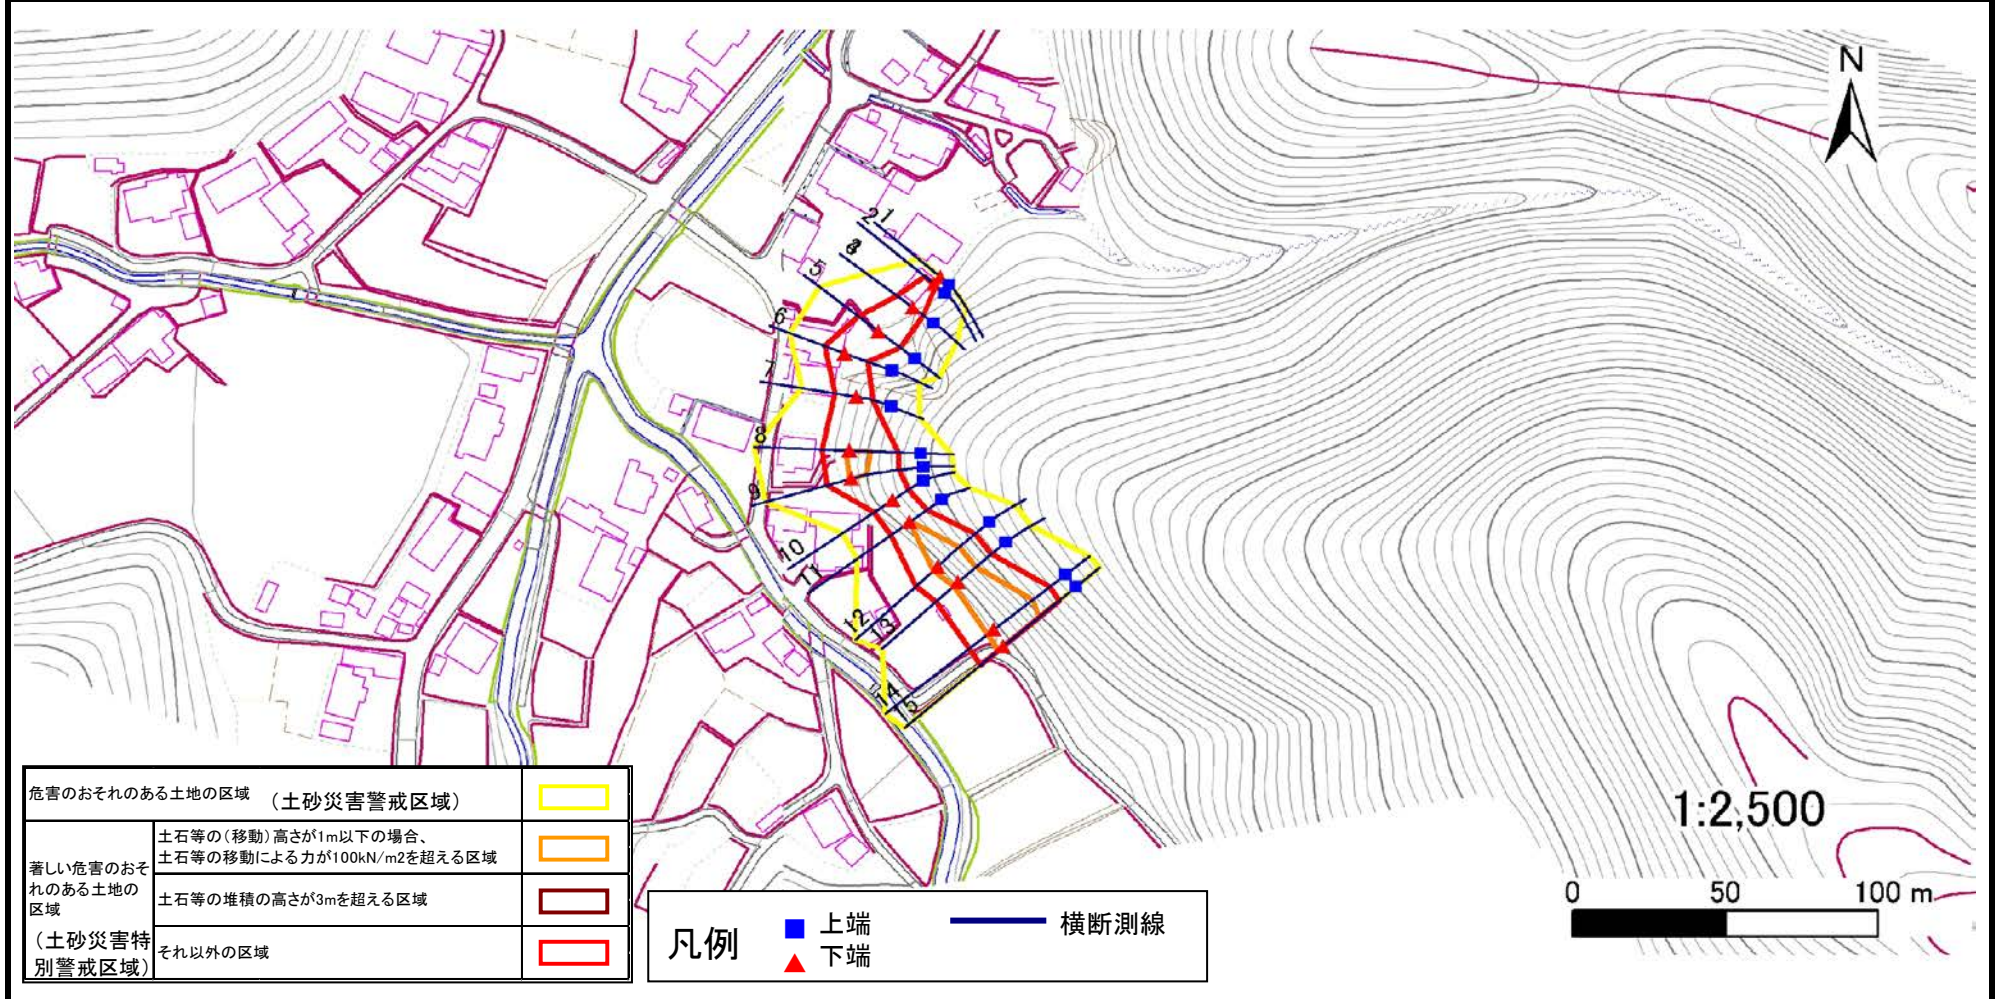 N
2 1
4
5
6
7
8
9
10
11
12
13
14
15
危害のおそれのある土地の区域 (土砂災害警戒区域)
著しい危害のおそ
れのある土地の
区域
(土砂災害特
別警戒区域)
土石等の(移動)高さが1m以下の場合、
土石等の移動による力が100kN/m2を超える区域
土石等の堆積の高さが3mを超える区域
それ以外の区域
凡例
上端
下端
横断測線
1:2,500
0 50 100 m